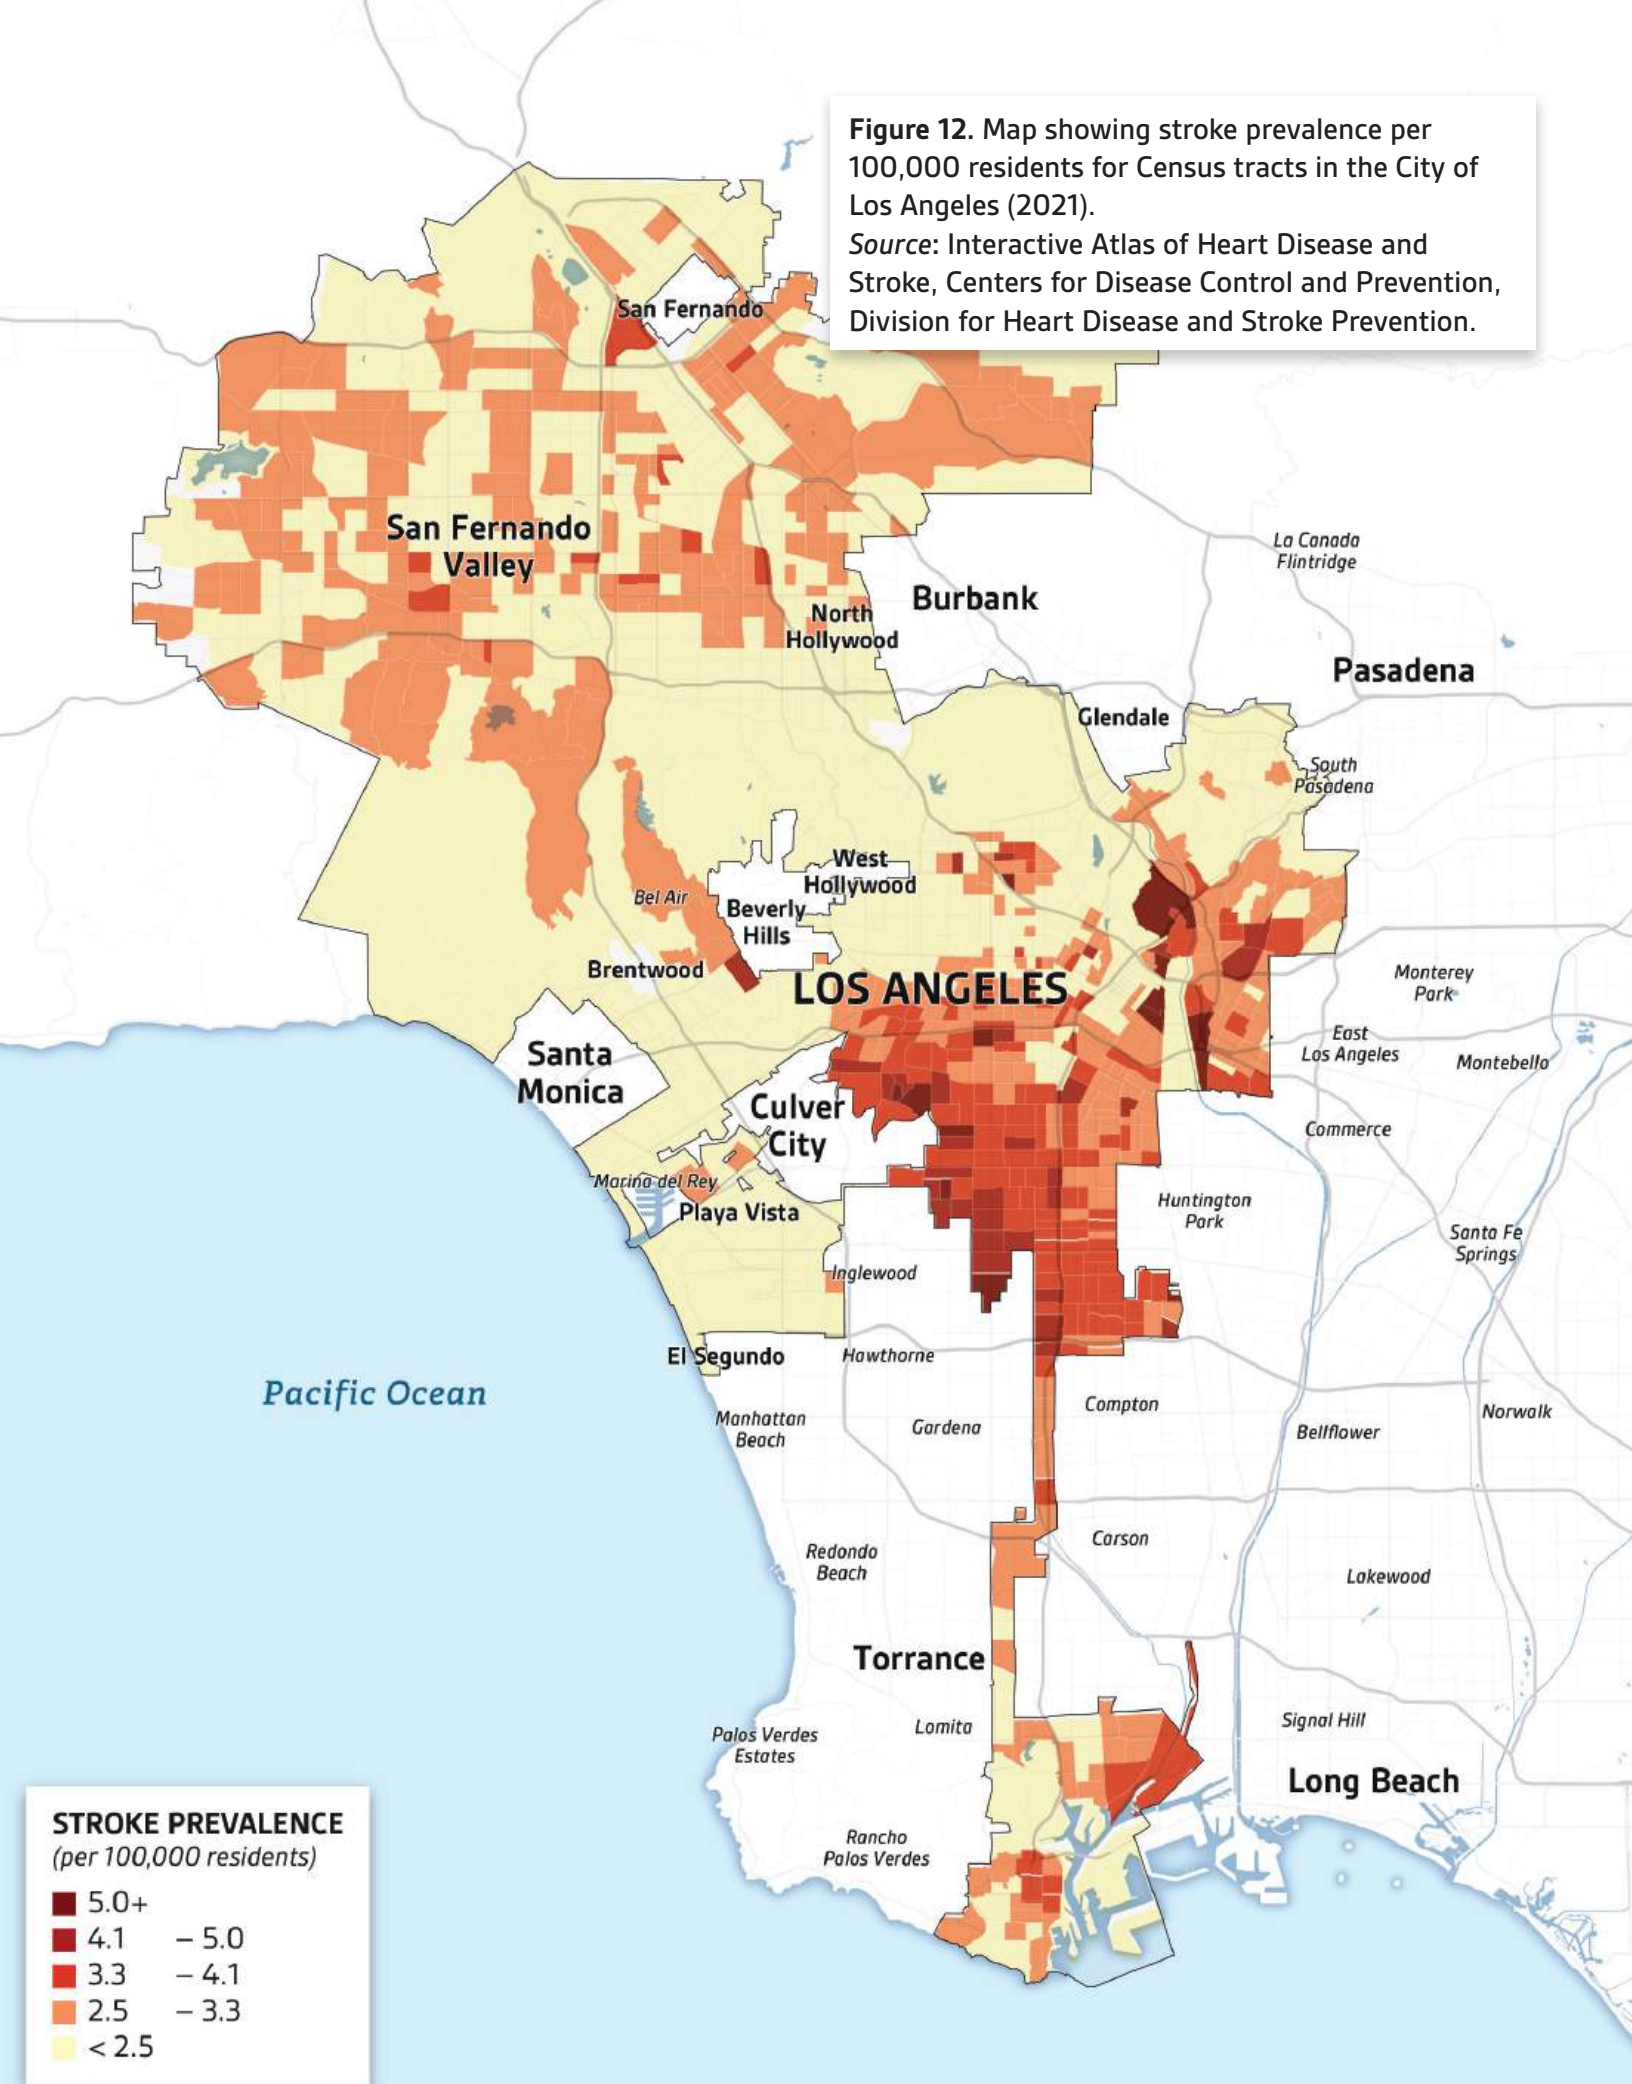 Figure 12. Map showing stroke prevalence per
100,000 residents for Census tracts in the City of
Los Angeles (2021).
Source: Interactive Atlas of Heart Disease and
Stroke, Centers for Disease Control and Prevention,
Division for Heart Disease and Stroke Prevention.
San Fernando
San Fernando
Valley
La Canada
Flintridge
Burbank
North
Hollywood
Pasadena
Glendale
South
Pasadena
West
Hollywood
Bel Air
Beverly
Hills
Brentwood
LOS ANGELES
Monterey
Park
East
Los Angeles
Montebello
Santa
Monica
Culver
City
Commerce
Marina del Rey
Playa Vista
Huntington
Park
Santa Fe
Springs
Inglewood
El Segundo
Hawthorne
Pacific Ocean
Manhattan
Beach
Gardena
Compton
Bellflower
Norwalk
Redondo
Beach
Carson
Lakewood
Torrance
Palos Verdes
Estates
Lomita
Signal Hill
Long Beach
Rancho
Palos Verdes
STROKE PREVALENCE
(per 100,000 residents)
5.0+
4.1 – 5.0
3.3 – 4.1
2.5 – 3.3
< 2.5